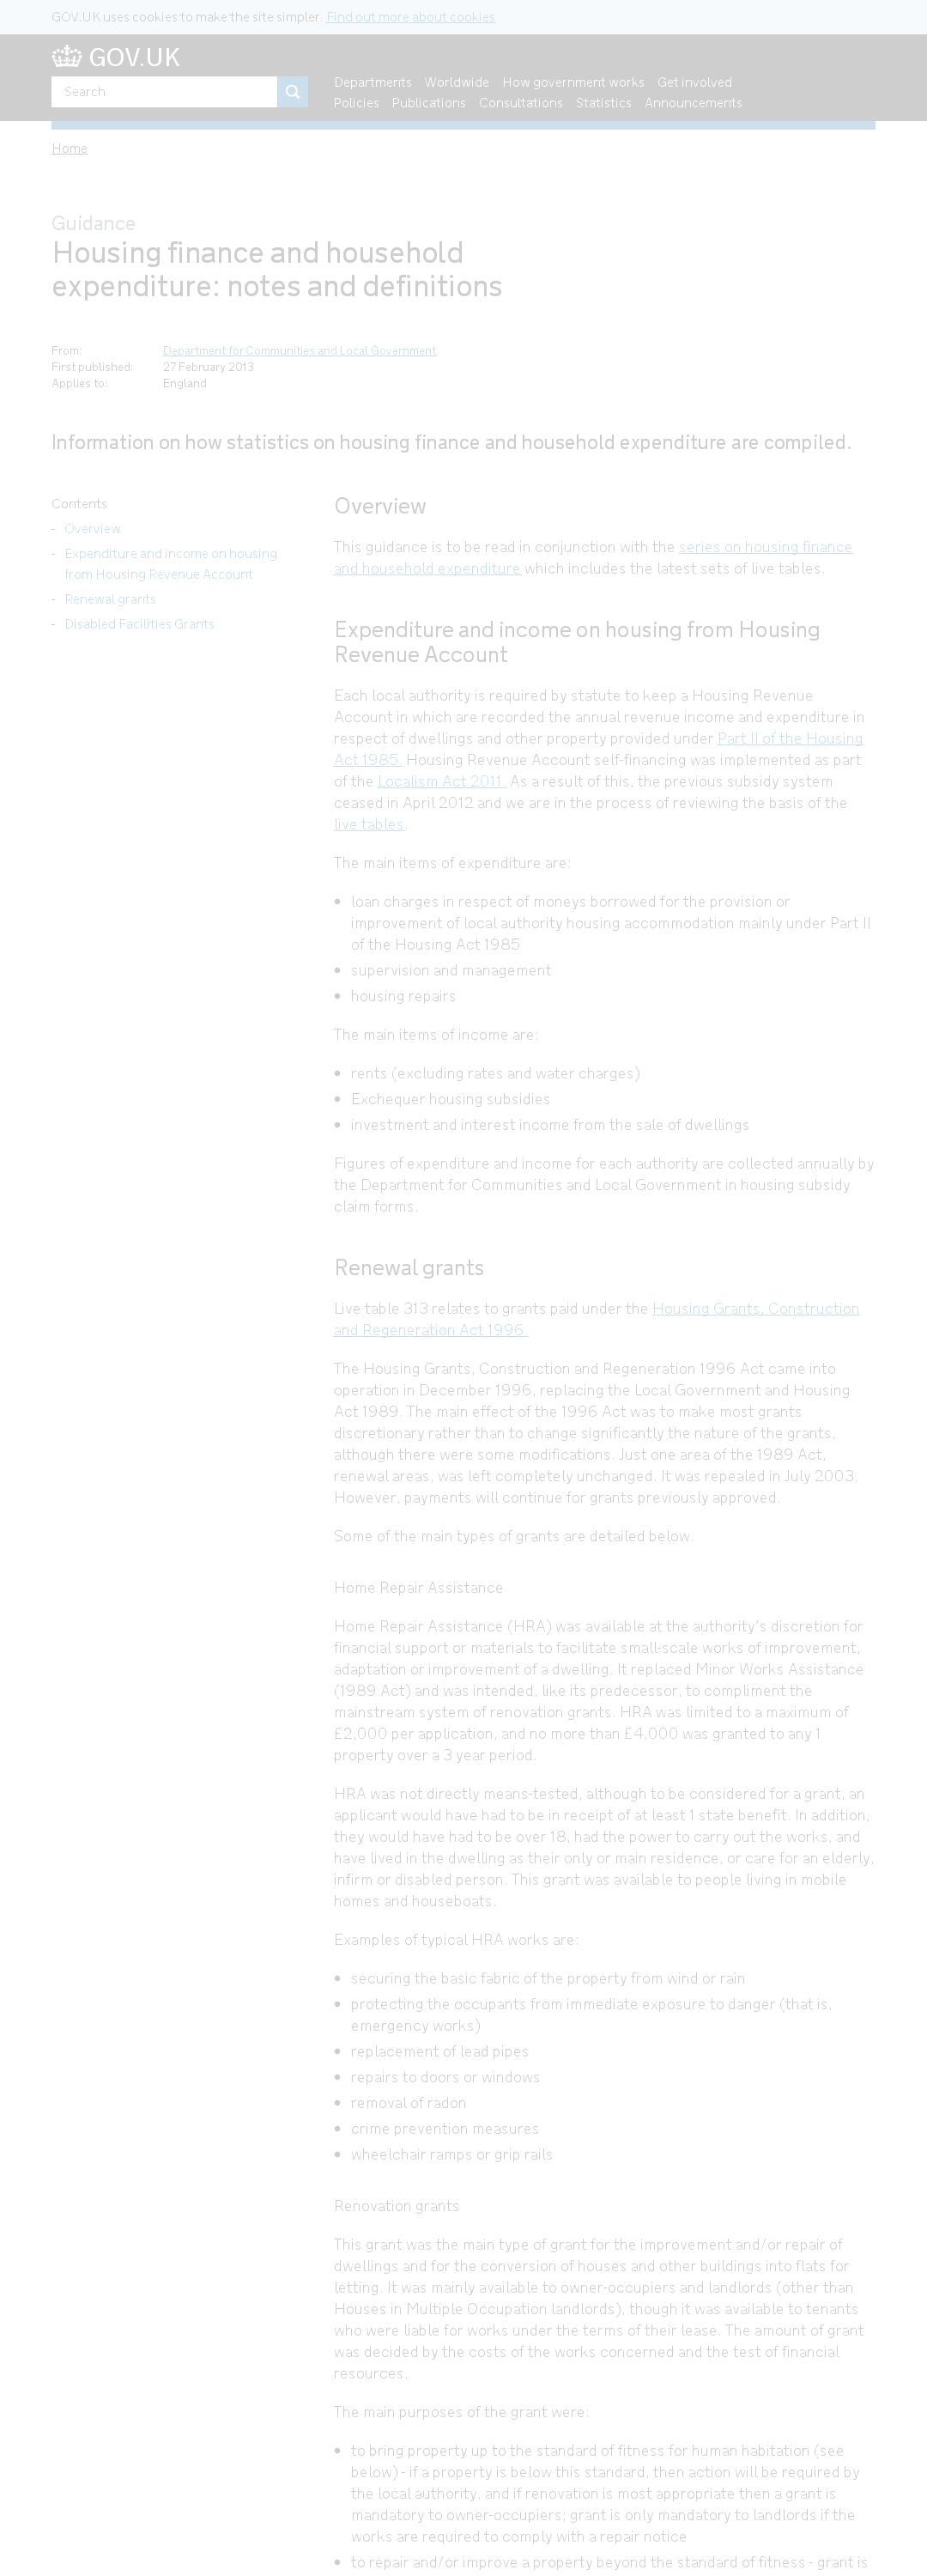 GOV.UK uses cookies to make the site simpler. Find out more about cookies
GOV.UK
Search
Departments Worldwide How government works Get involved
Policies Publications Consultations Statistics Announcements
Home
Guidance
Housing finance and household
expenditure: notes and definitions
From: Department for Communities and Local Government
First published: 27 February 2013
Applies to: England
Information on how statistics on housing finance and household expenditure are compiled.
Contents
- Overview
- Expenditure and income on housing
from Housing Revenue Account
- Renewal grants
- Disabled Facilities Grants
Overview
This guidance is to be read in conjunction with the series on housing finance
and household expenditure which includes the latest sets of live tables.
Expenditure and income on housing from Housing
Revenue Account
Each local authority is required by statute to keep a Housing Revenue
Account in which are recorded the annual revenue income and expenditure in
respect of dwellings and other property provided under Part II of the Housing
Act 1985. Housing Revenue Account self-financing was implemented as part
of the Localism Act 2011. As a result of this, the previous subsidy system
ceased in April 2012 and we are in the process of reviewing the basis of the
live tables.
The main items of expenditure are:
• loan charges in respect of moneys borrowed for the provision or
improvement of local authority housing accommodation mainly under Part II
of the Housing Act 1985
• supervision and management
• housing repairs
The main items of income are:
• rents (excluding rates and water charges)
• Exchequer housing subsidies
• investment and interest income from the sale of dwellings
Figures of expenditure and income for each authority are collected annually by
the Department for Communities and Local Government in housing subsidy
claim forms.
Renewal grants
Live table 313 relates to grants paid under the Housing Grants, Construction
and Regeneration Act 1996.
The Housing Grants, Construction and Regeneration 1996 Act came into
operation in December 1996, replacing the Local Government and Housing
Act 1989. The main effect of the 1996 Act was to make most grants
discretionary rather than to change significantly the nature of the grants,
although there were some modifications. Just one area of the 1989 Act,
renewal areas, was left completely unchanged. It was repealed in July 2003.
However, payments will continue for grants previously approved.
Some of the main types of grants are detailed below.
Home Repair Assistance
Home Repair Assistance (HRA) was available at the authority's discretion for
financial support or materials to facilitate small-scale works of improvement,
adaptation or improvement of a dwelling. It replaced Minor Works Assistance
(1989 Act) and was intended, like its predecessor, to compliment the
mainstream system of renovation grants. HRA was limited to a maximum of
£2,000 per application, and no more than £4,000 was granted to any 1
property over a 3 year period.
HRA was not directly means-tested, although to be considered for a grant, an
applicant would have had to be in receipt of at least 1 state benefit. In addition,
they would have had to be over 18, had the power to carry out the works, and
have lived in the dwelling as their only or main residence, or care for an elderly,
infirm or disabled person. This grant was available to people living in mobile
homes and houseboats.
Examples of typical HRA works are:
• securing the basic fabric of the property from wind or rain
• protecting the occupants from immediate exposure to danger (that is,
emergency works)
• replacement of lead pipes
• repairs to doors or windows
• removal of radon
• crime prevention measures
• wheelchair ramps or grip rails
Renovation grants
This grant was the main type of grant for the improvement and/or repair of
dwellings and for the conversion of houses and other buildings into flats for
letting. It was mainly available to owner-occupiers and landlords (other than
Houses in Multiple Occupation landlords), though it was available to tenants
who were liable for works under the terms of their lease. The amount of grant
was decided by the costs of the works concerned and the test of financial
resources.
The main purposes of the grant were:
• to bring property up to the standard of fitness for human habitation (see
below) - if a property is below this standard, then action will be required by
the local authority, and if renovation is most appropriate then a grant is
mandatory to owner-occupiers; grant is only mandatory to landlords if the
works are required to comply with a repair notice
• to repair and/or improve a property beyond the standard of fitness - grant is